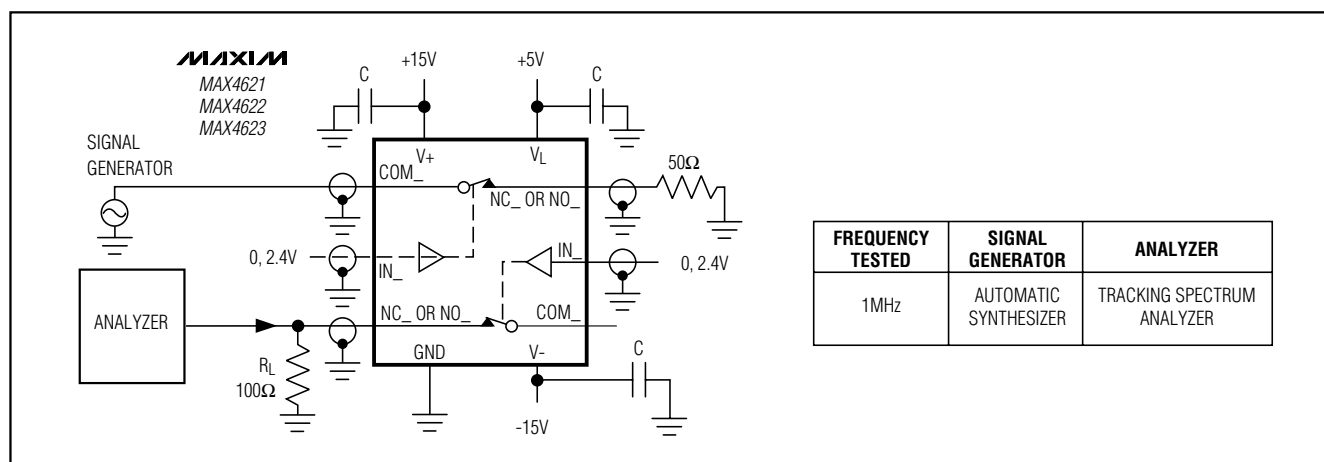 MAXIM
MAX4621
MAX4622
MAX4623
+15V
+5V
C
C
SIGNAL
GENERATOR
V+
VL
50Ω
COM_
NC_ OR NO_
0, 2.4V
IN_
IN_
0, 2.4V
ANALYZER
NC_ OR NO_
COM_
RL
100Ω
GND
V-
C
-15V
FREQUENCY TESTED
SIGNAL GENERATOR
ANALYZER
1MHz
AUTOMATIC SYNTHESIZER
TRACKING SPECTRUM ANALYZER